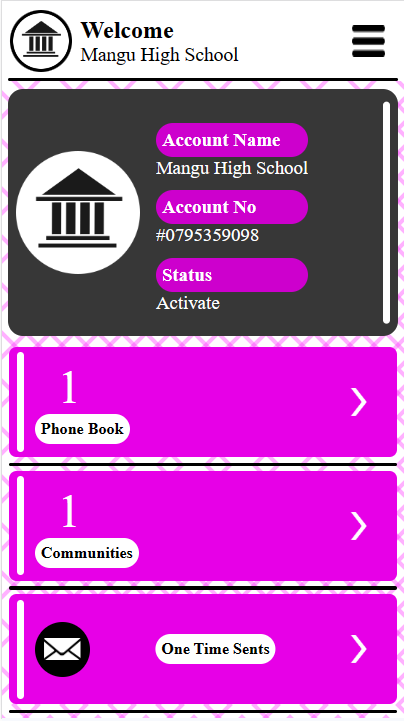 Welcome
Mangu High School
Account Name
Mangu High School
Account No
#0795359098
Status
Activate
1
Phone Book
1
Communities
One Time Sents